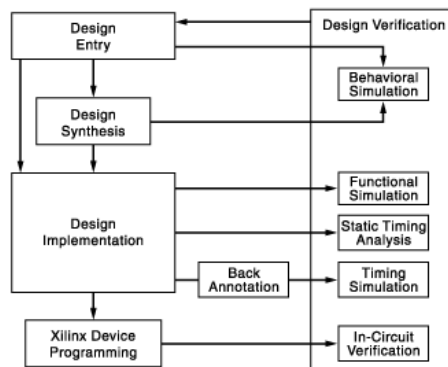 Design
Entry
Design Verification
Behavioral
Simulation
Design
Synthesis
Functional
Simulation
Design
Implementation
Static Timing
Analysis
Back
Annotation
Timing
Simulation
Xilinx Device
Programming
In-Circuit
Verification